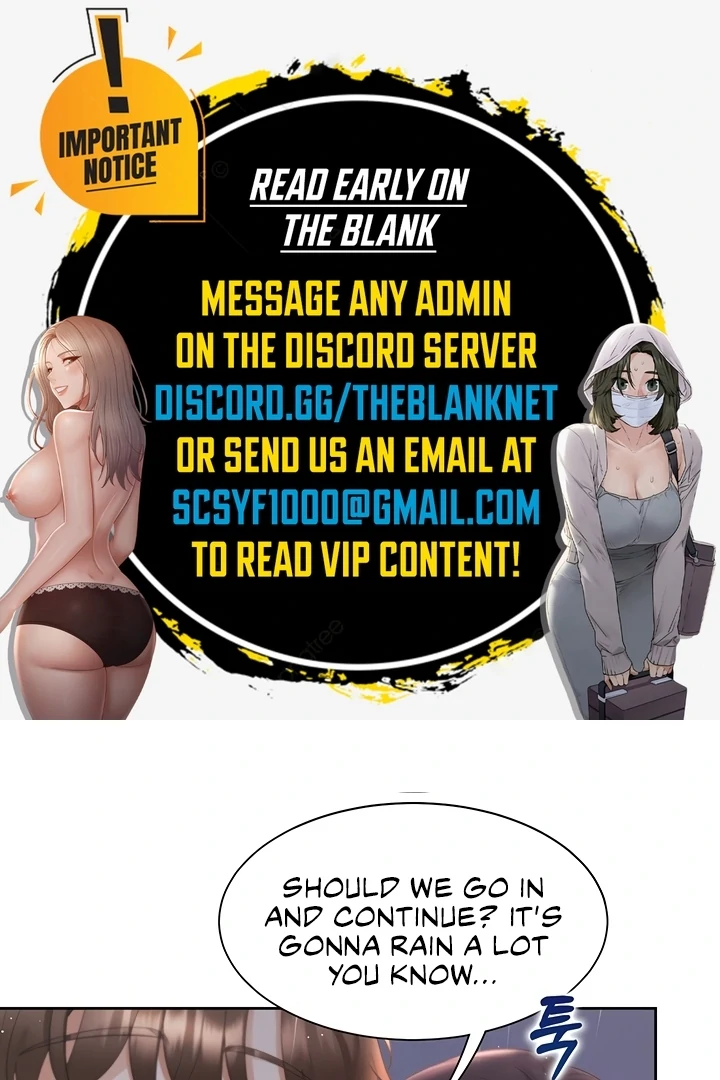 !
IMPORTANT
NOTICE
READ EARLY ON
THE BLANK
MESSAGE ANY ADMIN
ON THE DISCORD SERVER
DISCORD.GG/THEBLANKNET
OR SEND US AN EMAIL AT
SCSYF1000@GMAIL.COM
TO READ VIP CONTENT!
SHOULD WE GO IN
AND CONTINUE? IT'S
GONNA RAIN A LOT
YOU KNOW...
툭